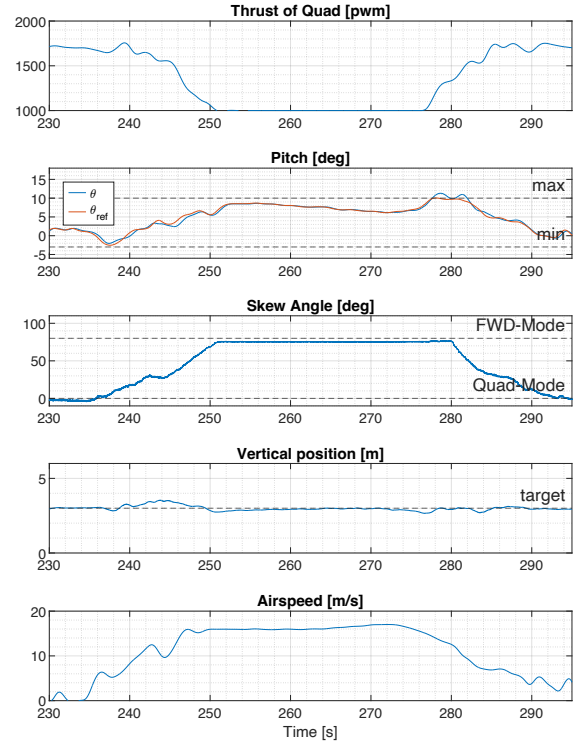 Thrust of Quad [pwm]
2000
1500
1000
230 240 250 260 270 280 290
Pitch [deg]
15
10
5
0
-5
θ
θref
max
min
230 240 250 260 270 280 290
Skew Angle [deg]
100
50
0
FWD-Mode
Quad-Mode
230 240 250 260 270 280 290
Vertical position [m]
5
0
target
230 240 250 260 270 280 290
Airspeed [m/s]
20
10
0
230 240 250 260 270 280 290
Time [s]